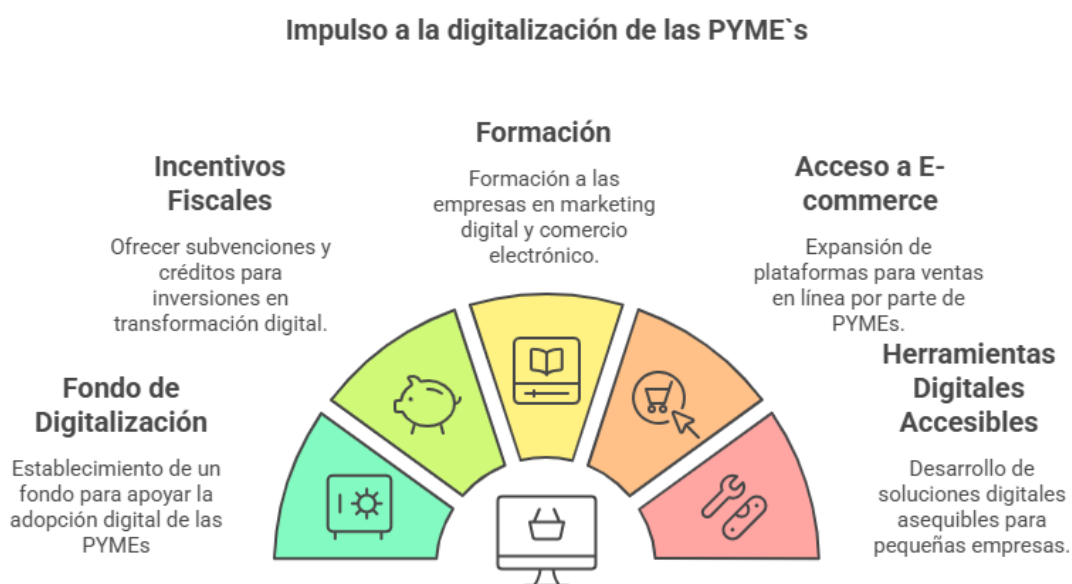 Impulso a la digitalización de las PYME`s
Fondo de
Digitalización
Establecimiento de un
fondo para apoyar la
adopción digital de las
PYMEs
Incentivos
Fiscales
Ofrecer subvenciones y
créditos para
inversiones en
transformación digital.
Formación
Formación a las
empresas en marketing
digital y comercio
electrónico.
Acceso a E-
commerce
Expansión de
plataformas para ventas
en línea por parte de
PYMEs.
Herramientas
Digitales
Accesibles
Desarrollo de
soluciones digitales
asequibles para
pequeñas empresas.